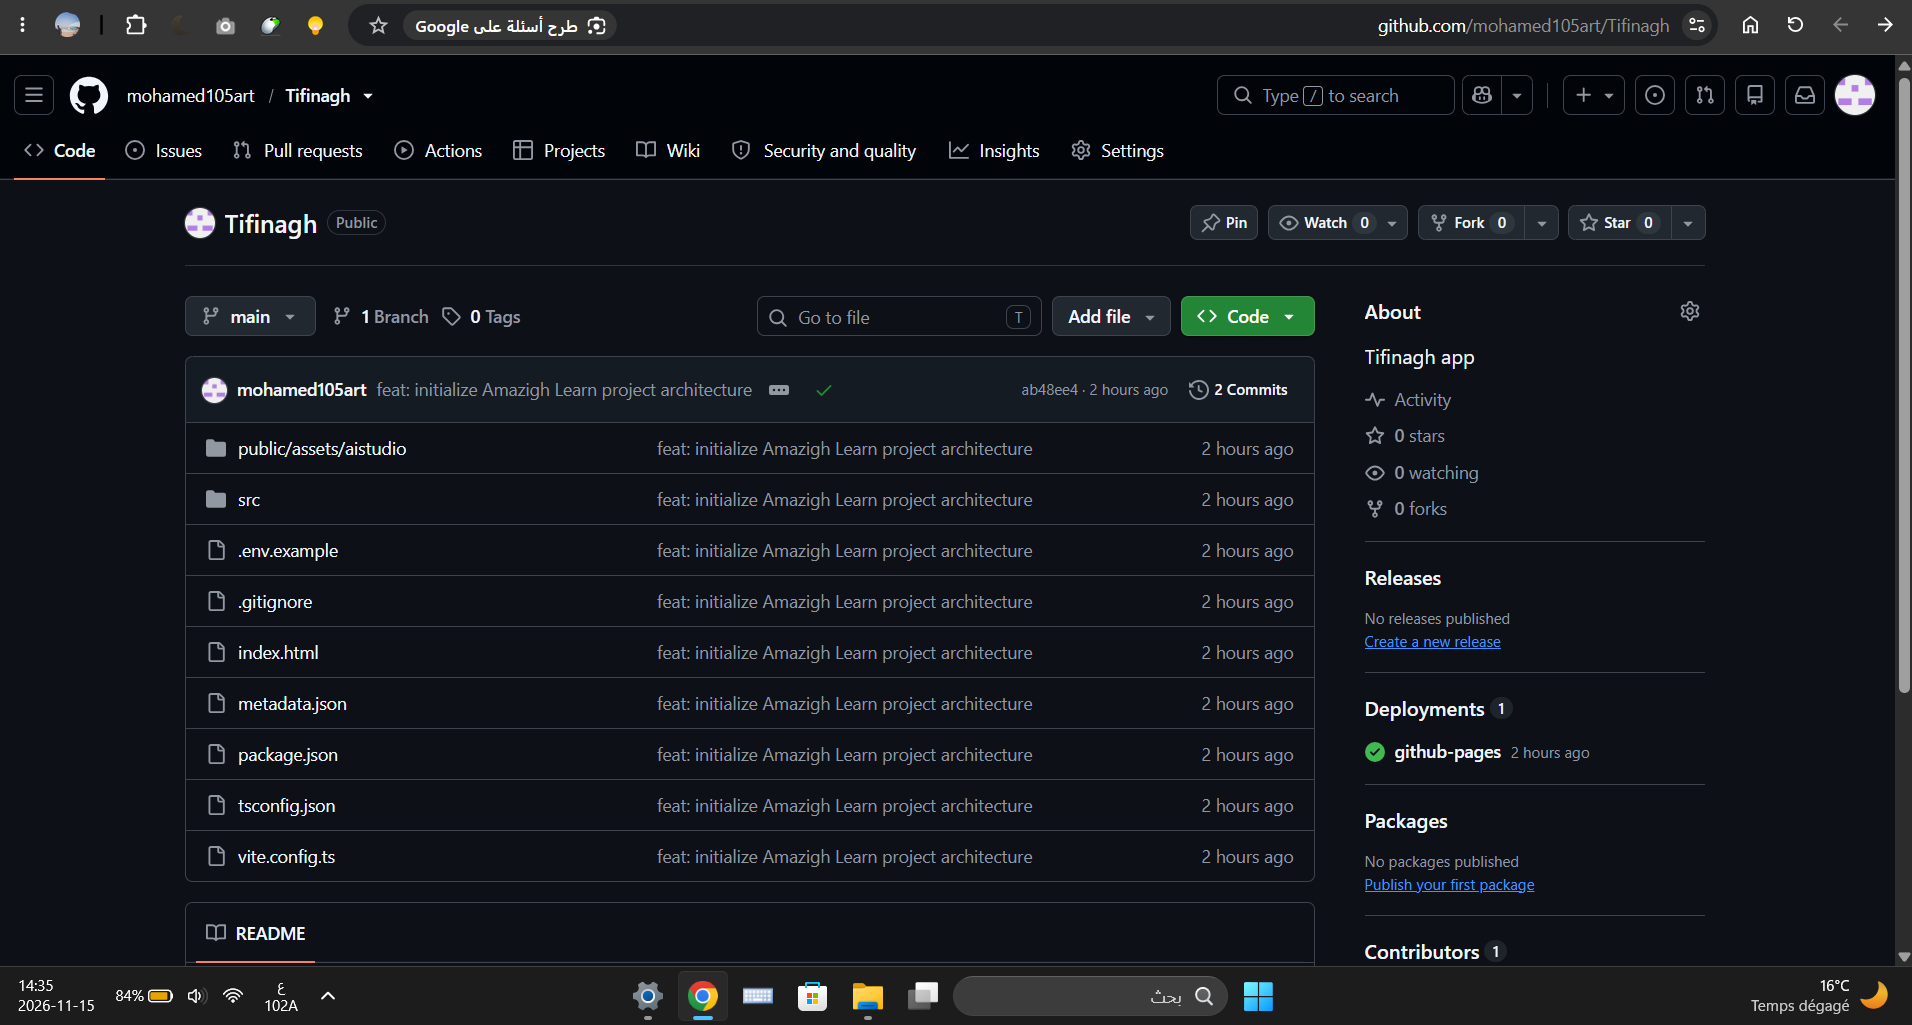 طرح أسئلة على Google
github.com/mohamed105art/Tifinagh
mohamed105art / Tifinagh
Type / to search
Code
Issues
Pull requests
Actions
Projects
Wiki
Security and quality
Insights
Settings
Tifinagh Public
Pin
Watch 0
Fork 0
Star 0
main
1 Branch
0 Tags
Go to file T
Add file
Code
mohamed105art feat: initialize Amazigh Learn project architecture ab48ee4 · 2 hours ago 2 Commits
public/assets/aistudio feat: initialize Amazigh Learn project architecture 2 hours ago
src feat: initialize Amazigh Learn project architecture 2 hours ago
.env.example feat: initialize Amazigh Learn project architecture 2 hours ago
.gitignore feat: initialize Amazigh Learn project architecture 2 hours ago
index.html feat: initialize Amazigh Learn project architecture 2 hours ago
metadata.json feat: initialize Amazigh Learn project architecture 2 hours ago
package.json feat: initialize Amazigh Learn project architecture 2 hours ago
tsconfig.json feat: initialize Amazigh Learn project architecture 2 hours ago
vite.config.ts feat: initialize Amazigh Learn project architecture 2 hours ago
README
About
Tifinagh app
Activity
0 stars
0 watching
0 forks
Releases
No releases published
Create a new release
Deployments 1
github-pages 2 hours ago
Packages
No packages published
Publish your first package
Contributors 1
14:35
2026-11-15
84%
ع
102A
بحث
16°C
Temps dégagé